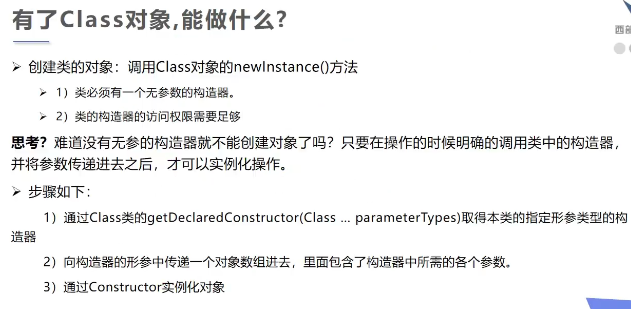 有了Class对象,能做什么?
西部
➢ 创建类的对象：调用Class对象的newInstance()方法
➢ 1）类必须有一个无参数的构造器。
➢ 2）类的构造器的访问权限需要足够
思考？难道没有无参的构造器就不能创建对象了吗？只要在操作的时候明确的调用类中的构造器，
并将参数传递进去之后，才可以实例化操作。
➢ 步骤如下：
1）通过Class类的getDeclaredConstructor(Class … parameterTypes)取得本类的指定形参类型的构
造器
2）向构造器的形参中传递一个对象数组进去，里面包含了构造器中所需的各个参数。
3）通过Constructor实例化对象